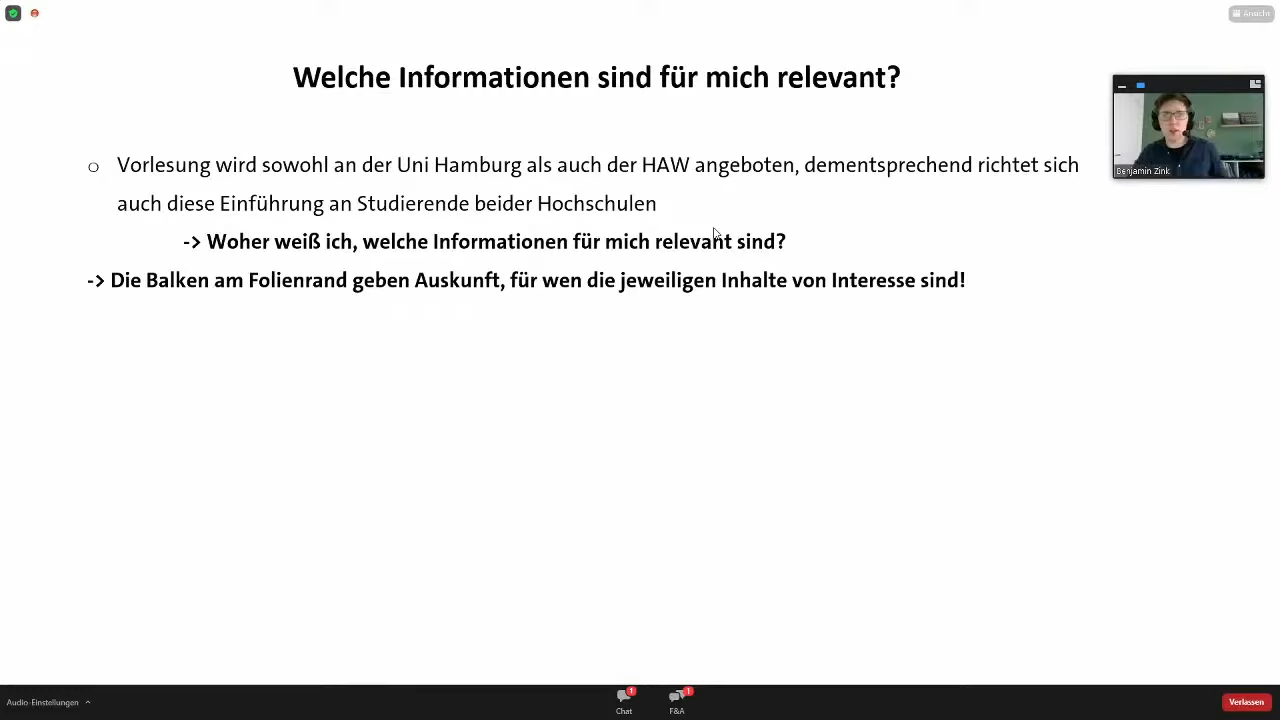 Ansicht
Welche Informationen sind für mich relevant?
Benjamin Zink
o Vorlesung wird sowohl an der Uni Hamburg als auch der HAW angeboten, dementsprechend richtet sich
auch diese Einführung an Studierende beider Hochschulen
-> Woher weiß ich, welche Informationen für mich relevant sind?
-> Die Balken am Folienrand geben Auskunft, für wen die jeweiligen Inhalte von Interesse sind!
Audio-Einstellungen
1
Chat
1
F&A
Verlassen